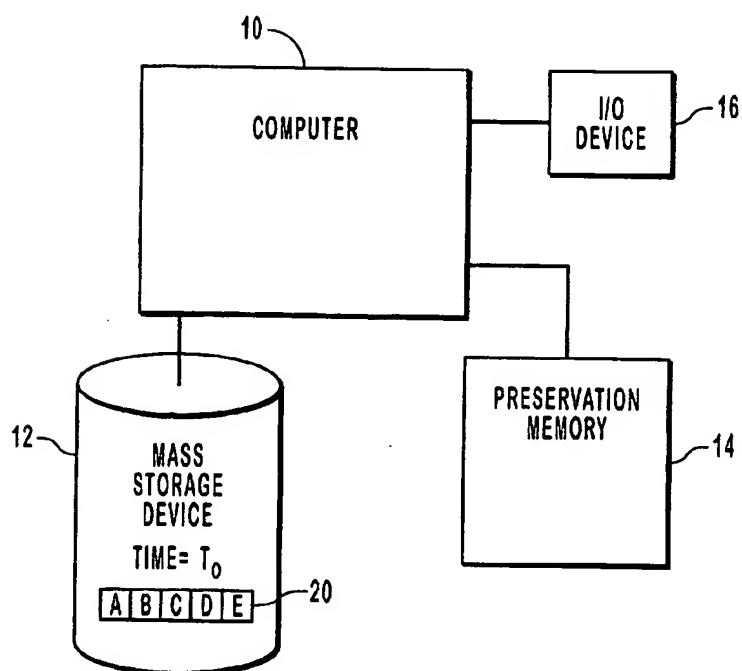 10
COMPUTER
I/O
DEVICE
16
PRESERVATION
MEMORY
14
12
MASS
STORAGE
DEVICE
TIME= T₀
A B C D E
20